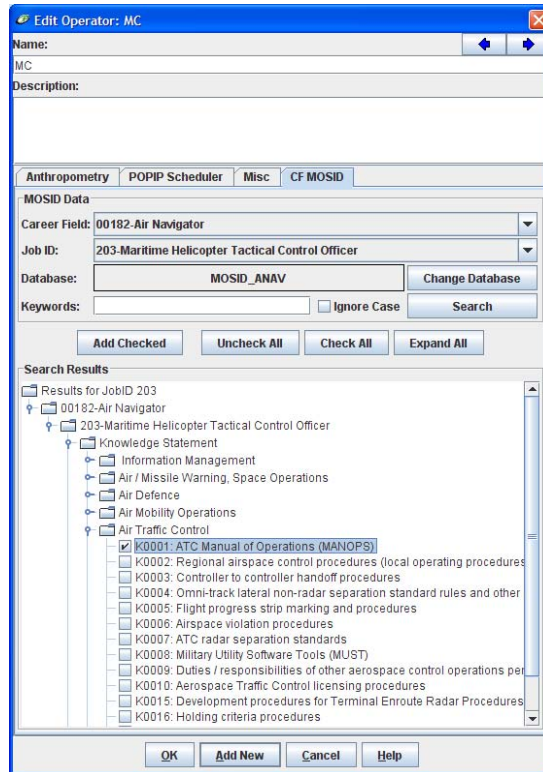 Edit Operator: MC
Name:
MC
Description:
Anthropometry POPIP Scheduler Misc CF MOSID
MOSID Data
Career Field: 00182-Air Navigator
Job ID: 203-Maritime Helicopter Tactical Control Officer
Database: MOSID_ANAV Change Database
Keywords: Ignore Case Search
Add Checked Uncheck All Check All Expand All
Search Results
Results for JobID 203
00182-Air Navigator
203-Maritime Helicopter Tactical Control Officer
Knowledge Statement
Information Management
Air / Missile Warning, Space Operations
Air Defence
Air Mobility Operations
Air Traffic Control
K0001: ATC Manual of Operations (MANOPS)
K0002: Regional airspace control procedures (local operating procedures
K0003: Controller to controller handoff procedures
K0004: Omni-track lateral non-radar separation standard rules and other
K0005: Flight progress strip marking and procedures
K0006: Airspace violation procedures
K0007: ATC radar separation standards
K0008: Military Utility Software Tools (MUST)
K0009: Duties / responsibilities of other aerospace control operations per
K0010: Aerospace Traffic Control licensing procedures
K0015: Development procedures for Terminal Enroute Radar Procedures
K0016: Holding criteria procedures
OK Add New Cancel Help